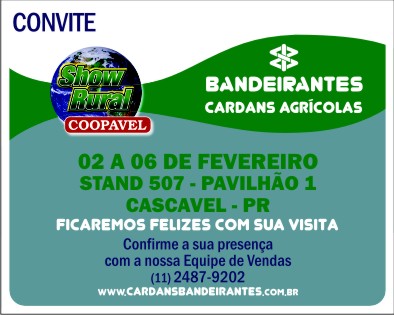 CONVITE
Show
Rural
COOPAVEL
BANDEIRANTES
CARDANS AGRÍCOLAS
02 A 06 DE FEVEREIRO
STAND 507 - PAVILHÃO 1
CASCAVEL - PR
FICAREMOS FELIZES COM SUA VISITA
Confirme a sua presença
com a nossa Equipe de Vendas
(11) 2487-9202
www.CARDANSBANDEIRANTES.COM.BR